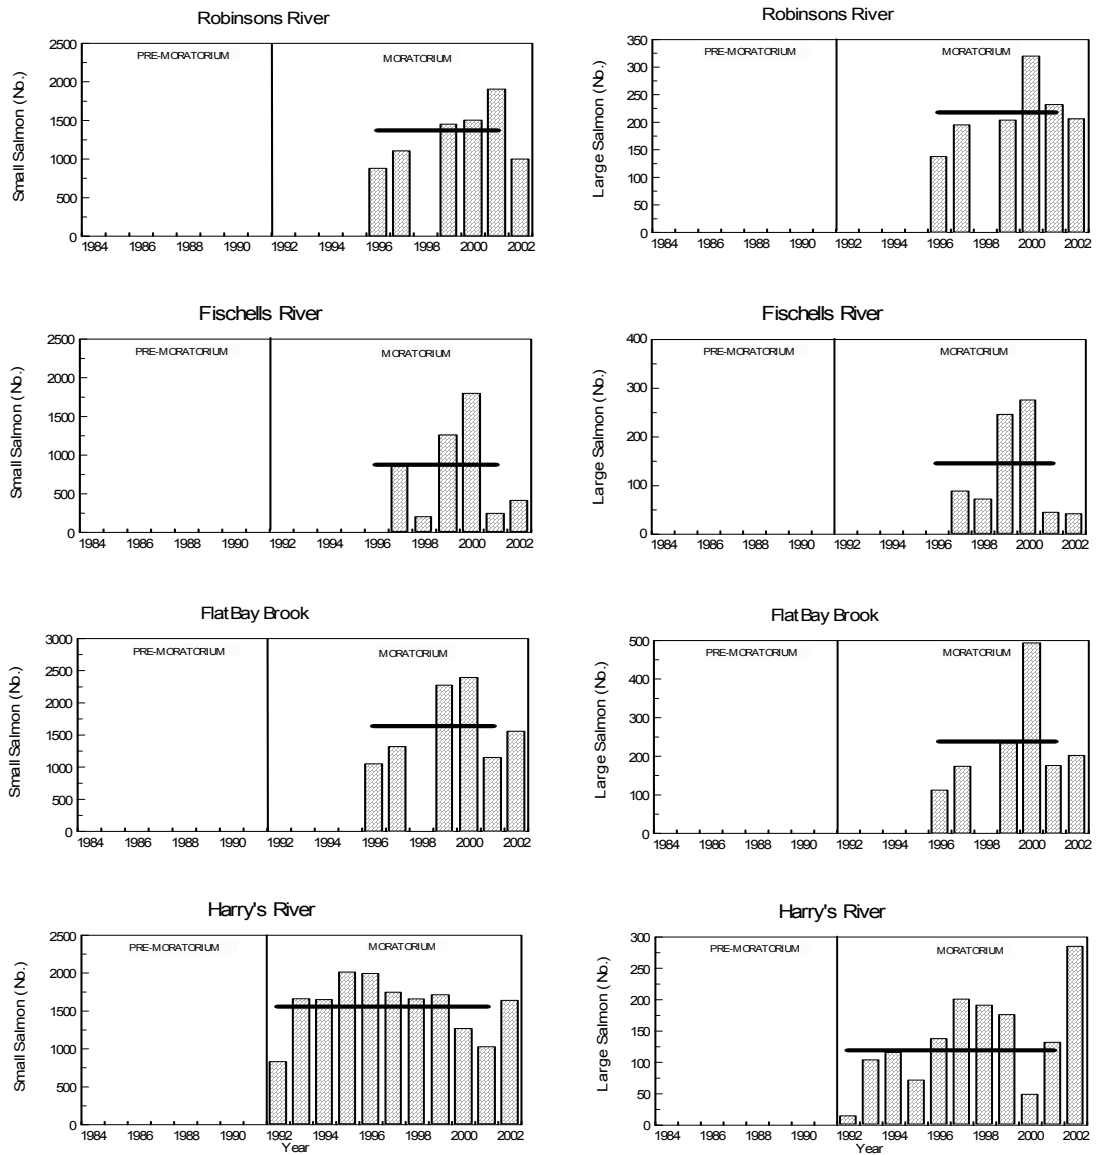 Robinsons River
Small Salmon (No.)
2500
2000
1500
1000
500
0
PRE-MORATORIUM
MORATORIUM
1984 1986 1988 1990 1992 1994 1996 1998 2000 2002
Robinsons River
Large Salmon (No.)
350
300
250
200
150
100
50
0
PRE-MORATORIUM
MORATORIUM
1984 1986 1988 1990 1992 1994 1996 1998 2000 2002
Fischells River
Small Salmon (No.)
2500
2000
1500
1000
500
0
PRE-MORATORIUM
MORATORIUM
1984 1986 1988 1990 1992 1994 1996 1998 2000 2002
Fischells River
Large Salmon (No.)
400
300
200
100
0
PRE-MORATORIUM
MORATORIUM
1984 1986 1988 1990 1992 1994 1996 1998 2000 2002
Flat Bay Brook
Small Salmon (No.)
3000
2500
2000
1500
1000
500
0
PRE-MORATORIUM
MORATORIUM
1984 1986 1988 1990 1992 1994 1996 1998 2000 2002
Flat Bay Brook
Large Salmon (No.)
500
400
300
200
100
0
PRE-MORATORIUM
MORATORIUM
1984 1986 1988 1990 1992 1994 1996 1998 2000 2002
Harry's River
Small Salmon (No.)
2500
2000
1500
1000
500
0
PRE-MORATORIUM
MORATORIUM
1984 1986 1988 1990 1992 1994 1996 1998 2000 2002
Year
Harry's River
Large Salmon (No.)
300
250
200
150
100
50
0
PRE-MORATORIUM
MORATORIUM
1984 1986 1988 1990 1992 1994 1996 1998 2000 2002
Year